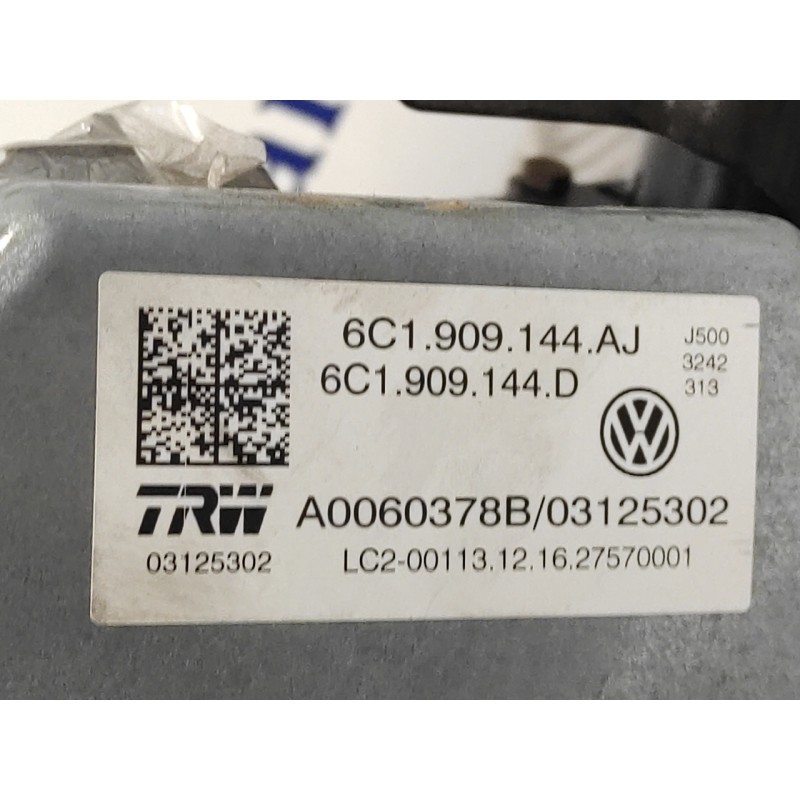 6C1.909.144.AJ
6C1.909.144.D
J500
3242
313
TRW
A0060378B/03125302
03125302
LC2-00113.12.16.27570001